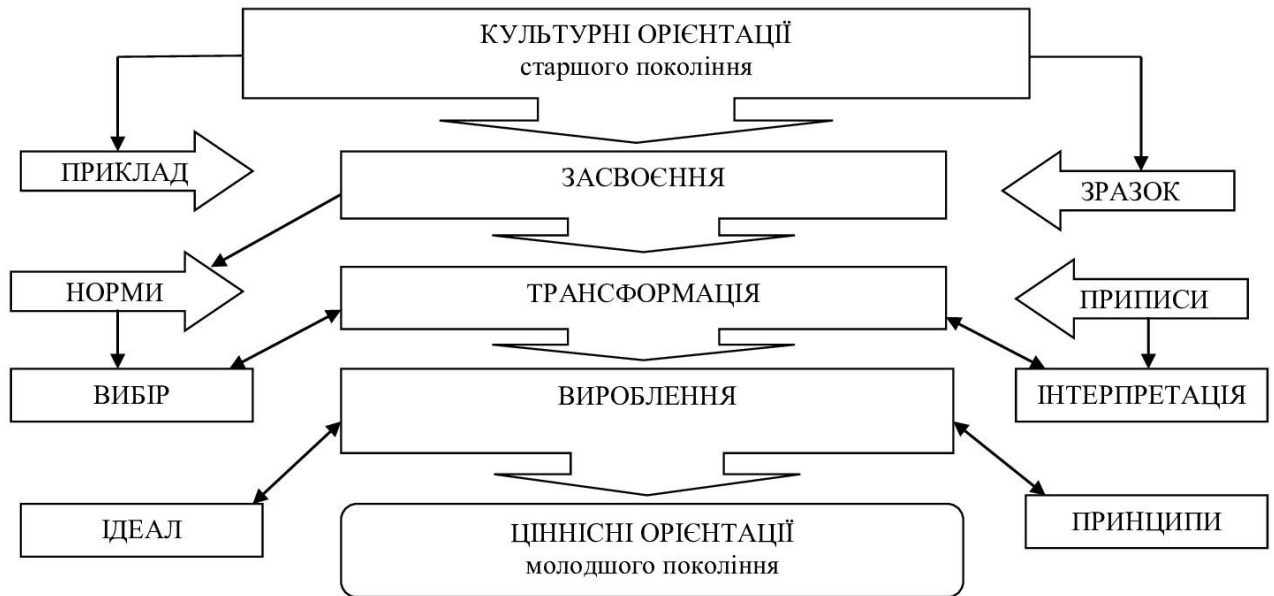 КУЛЬТУРНІ ОРІЄНТАЦІЇ
старшого покоління
ПРИКЛАД
ЗАСВОЄННЯ
ЗРАЗОК
НОРМИ
ТРАНСФОРМАЦІЯ
ПРИПИСИ
ВИБІР
ВИРОБЛЕННЯ
ІНТЕРПРЕТАЦІЯ
ІДЕАЛ
ЦІННІСНІ ОРІЄНТАЦІЇ
молодшого покоління
ПРИНЦИПИ